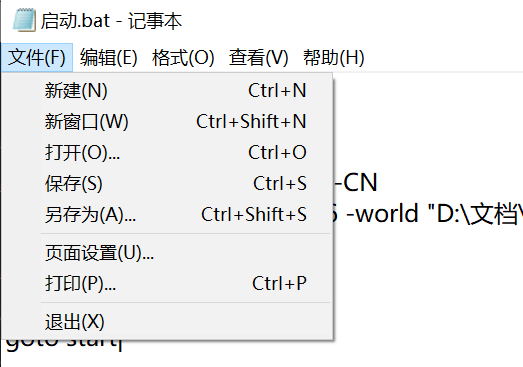 启动.bat - 记事本
文件(F) 编辑(E) 格式(O) 查看(V) 帮助(H)
新建(N) Ctrl+N
新窗口(W) Ctrl+Shift+N
打开(O)... Ctrl+O
保存(S) Ctrl+S
-CN
另存为(A)... Ctrl+Shift+S
-world "D:\文档\
页面设置(U)...
打印(P)... Ctrl+P
退出(X)
goto start